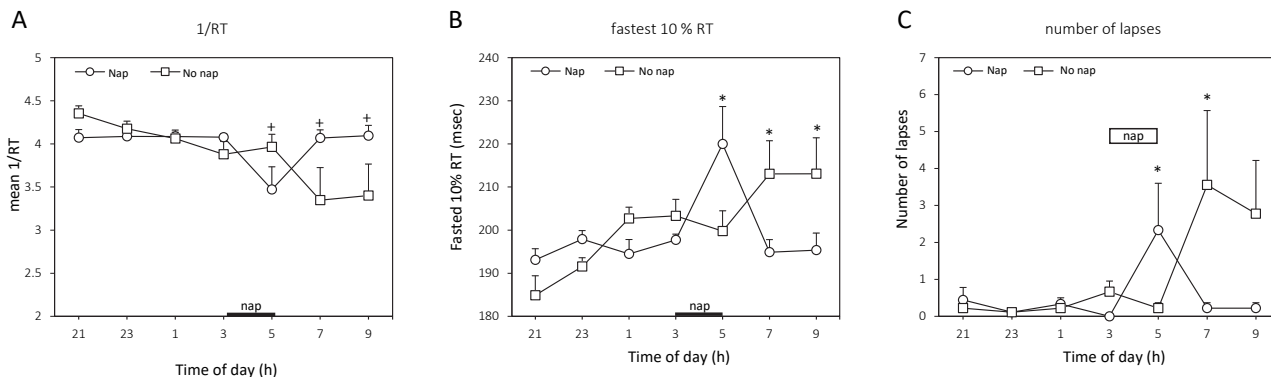 A
1/RT
Nap
No nap
mean 1/RT
5
4.5
4
3.5
3
2.5
2
+
+
+
nap
21
23
1
3
5
7
9
Time of day (h)
B
fastest 10 % RT
Nap
No nap
Fasted 10% RT (msec)
240
230
220
210
200
190
180
*
*
*
nap
21
23
1
3
5
7
9
Time of day (h)
C
number of lapses
Nap
No nap
Number of lapses
7
6
5
4
3
2
1
0
*
*
nap
21
23
1
3
5
7
9
Time of day (h)